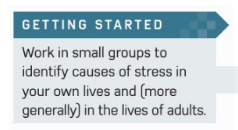 GETTING STARTED
Work in small groups to
identify causes of stress in
your own lives and (more
generally) in the lives of adults.